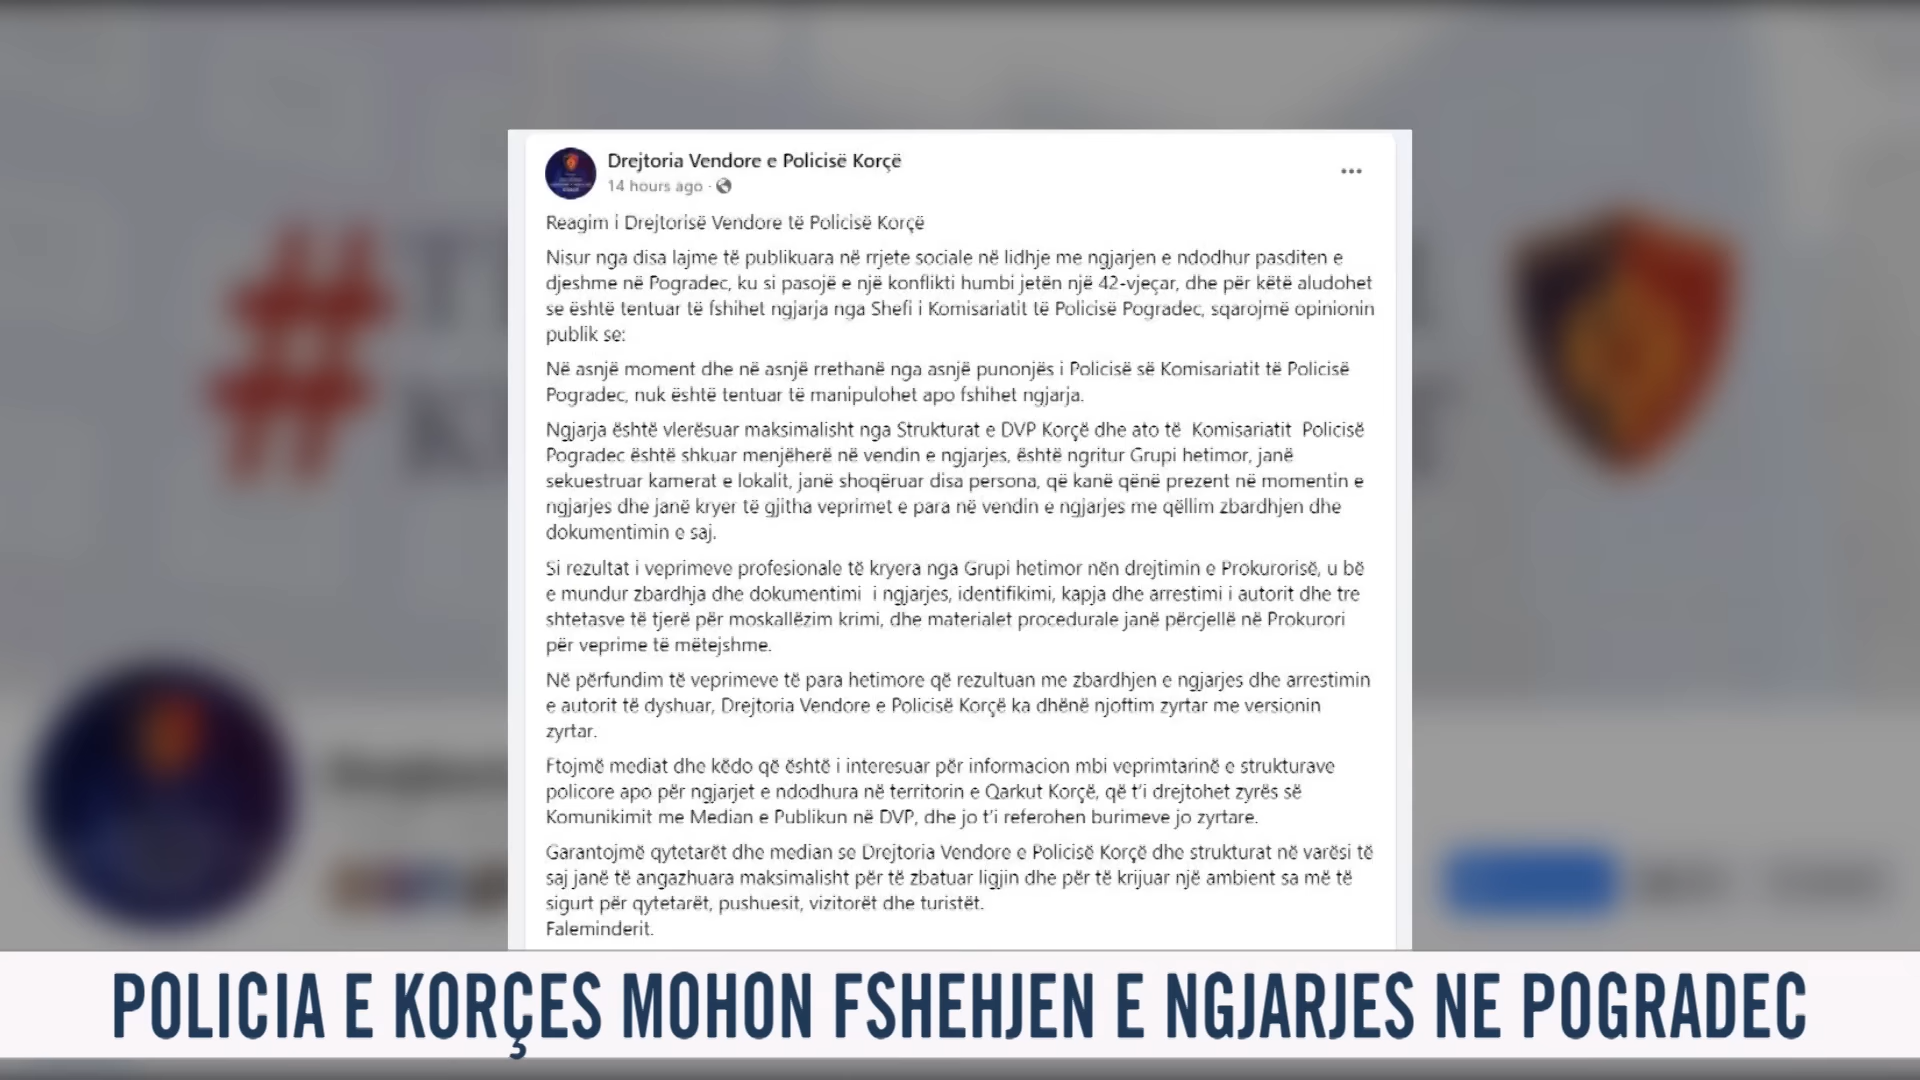 Drejtoria Vendore e Policisë Korçë
14 hours ago ·
Reagim i Drejtorisë Vendore të Policisë Korçë
Nisur nga disa lajme të publikuara në rrjete sociale në lidhje me ngjarjen e ndodhur pasditen e
djeshme në Pogradec, ku si pasojë e një konflikti humbi jetën një 42-vjeçar, dhe për këtë aludohet
se është tentuar të fshihet ngjarja nga Shefi i Komisariatit të Policisë Pogradec, sqarojmë opinionin
publik se:
Në asnjë moment dhe në asnjë rrethanë nga asnjë punonjës i Policisë së Komisariatit të Policisë
Pogradec, nuk është tentuar të manipulohet apo fshihet ngjarja.
Ngjarja është vlerësuar maksimalisht nga Strukturat e DVP Korçë dhe ato të Komisariatit Policisë
Pogradec është shkuar menjëherë në vendin e ngjarjes, është ngritur Grupi hetimor, janë
sekuestruar kamerat e lokalit, janë shoqëruar disa persona, që kanë qënë prezent në momentin e
ngjarjes dhe janë kryer të gjitha veprimet e para në vendin e ngjarjes me qëllim zbardhjen dhe
dokumentimin e saj.
Si rezultat i veprimeve profesionale të kryera nga Grupi hetimor nën drejtimin e Prokurorisë, u bë
e mundur zbardhja dhe dokumentimi i ngjarjes, identifikimi, kapja dhe arrestimi i autorit dhe tre
shtetasve të tjerë për moskallëzim krimi, dhe materialet procedurale janë përcjellë në Prokurori
për veprime të mëtejshme.
Në përfundim të veprimeve të para hetimore që rezultuan me zbardhjen e ngjarjes dhe arrestimin
e autorit të dyshuar, Drejtoria Vendore e Policisë Korçë ka dhënë njoftim zyrtar me versionin
zyrtar.
Ftojmë mediat dhe këdo që është i interesuar për informacion mbi veprimtarinë e strukturave
policore apo për ngjarjet e ndodhura në territorin e Qarkut Korçë, që t'i drejtohet zyrës së
Komunikimit me Median e Publikun në DVP, dhe jo t'i referohen burimeve jo zyrtare.
Garantojmë qytetarët dhe median se Drejtoria Vendore e Policisë Korçë dhe strukturat në varësi të
saj janë të angazhuara maksimalisht për të zbatuar ligjin dhe për të krijuar një ambient sa më të
sigurt për qytetarët, pushuesit, vizitorët dhe turistët.
Faleminderit.
POLICIA E KORÇES MOHON FSHEHJEN E NGJARJES NE POGRADEC